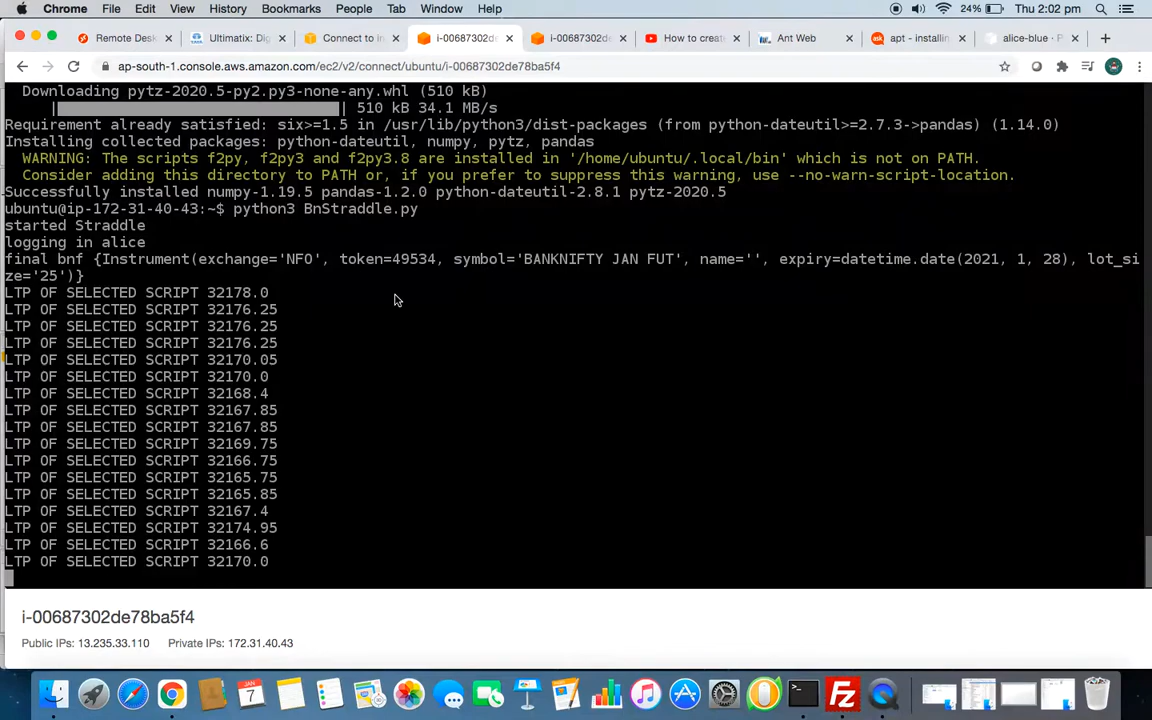 Chrome File Edit View History Bookmarks People Tab Window Help 24% Thu 2:02 pm
Remote Desk × Ultimatix: Dig × Connect to in × i-00687302d × i-00687302d × How to create × Ant Web × apt - installin × alice-blue · P × +
ap-south-1.console.aws.amazon.com/ec2/v2/connect/ubuntu/i-00687302de78ba5f4
Downloading pytz-2020.5-py2.py3-none-any.whl (510 kB)
|| 510 kB 34.1 MB/s
Requirement already satisfied: six>=1.5 in /usr/lib/python3/dist-packages (from python-dateutil>=2.7.3->pandas) (1.14.0)
Installing collected packages: python-dateutil, numpy, pytz, pandas
WARNING: The scripts f2py, f2py3 and f2py3.8 are installed in '/home/ubuntu/.local/bin' which is not on PATH.
Consider adding this directory to PATH or, if you prefer to suppress this warning, use --no-warn-script-location.
Successfully installed numpy-1.19.5 pandas-1.2.0 python-dateutil-2.8.1 pytz-2020.5
ubuntu@ip-172-31-40-43:~$ python3 BnStraddle.py
started Straddle
logging in alice
final bnf {Instrument(exchange='NFO', token=49534, symbol='BANKNIFTY JAN FUT', name='', expiry=datetime.date(2021, 1, 28), lot_si
ze='25')}
LTP OF SELECTED SCRIPT 32178.0
LTP OF SELECTED SCRIPT 32176.25
LTP OF SELECTED SCRIPT 32176.25
LTP OF SELECTED SCRIPT 32176.25
LTP OF SELECTED SCRIPT 32170.05
LTP OF SELECTED SCRIPT 32170.0
LTP OF SELECTED SCRIPT 32168.4
LTP OF SELECTED SCRIPT 32167.85
LTP OF SELECTED SCRIPT 32167.85
LTP OF SELECTED SCRIPT 32169.75
LTP OF SELECTED SCRIPT 32166.75
LTP OF SELECTED SCRIPT 32165.75
LTP OF SELECTED SCRIPT 32165.85
LTP OF SELECTED SCRIPT 32167.4
LTP OF SELECTED SCRIPT 32174.95
LTP OF SELECTED SCRIPT 32166.6
LTP OF SELECTED SCRIPT 32170.0
i-00687302de78ba5f4
Public IPs: 13.235.33.110 Private IPs: 172.31.40.43
JAN
7
Fz